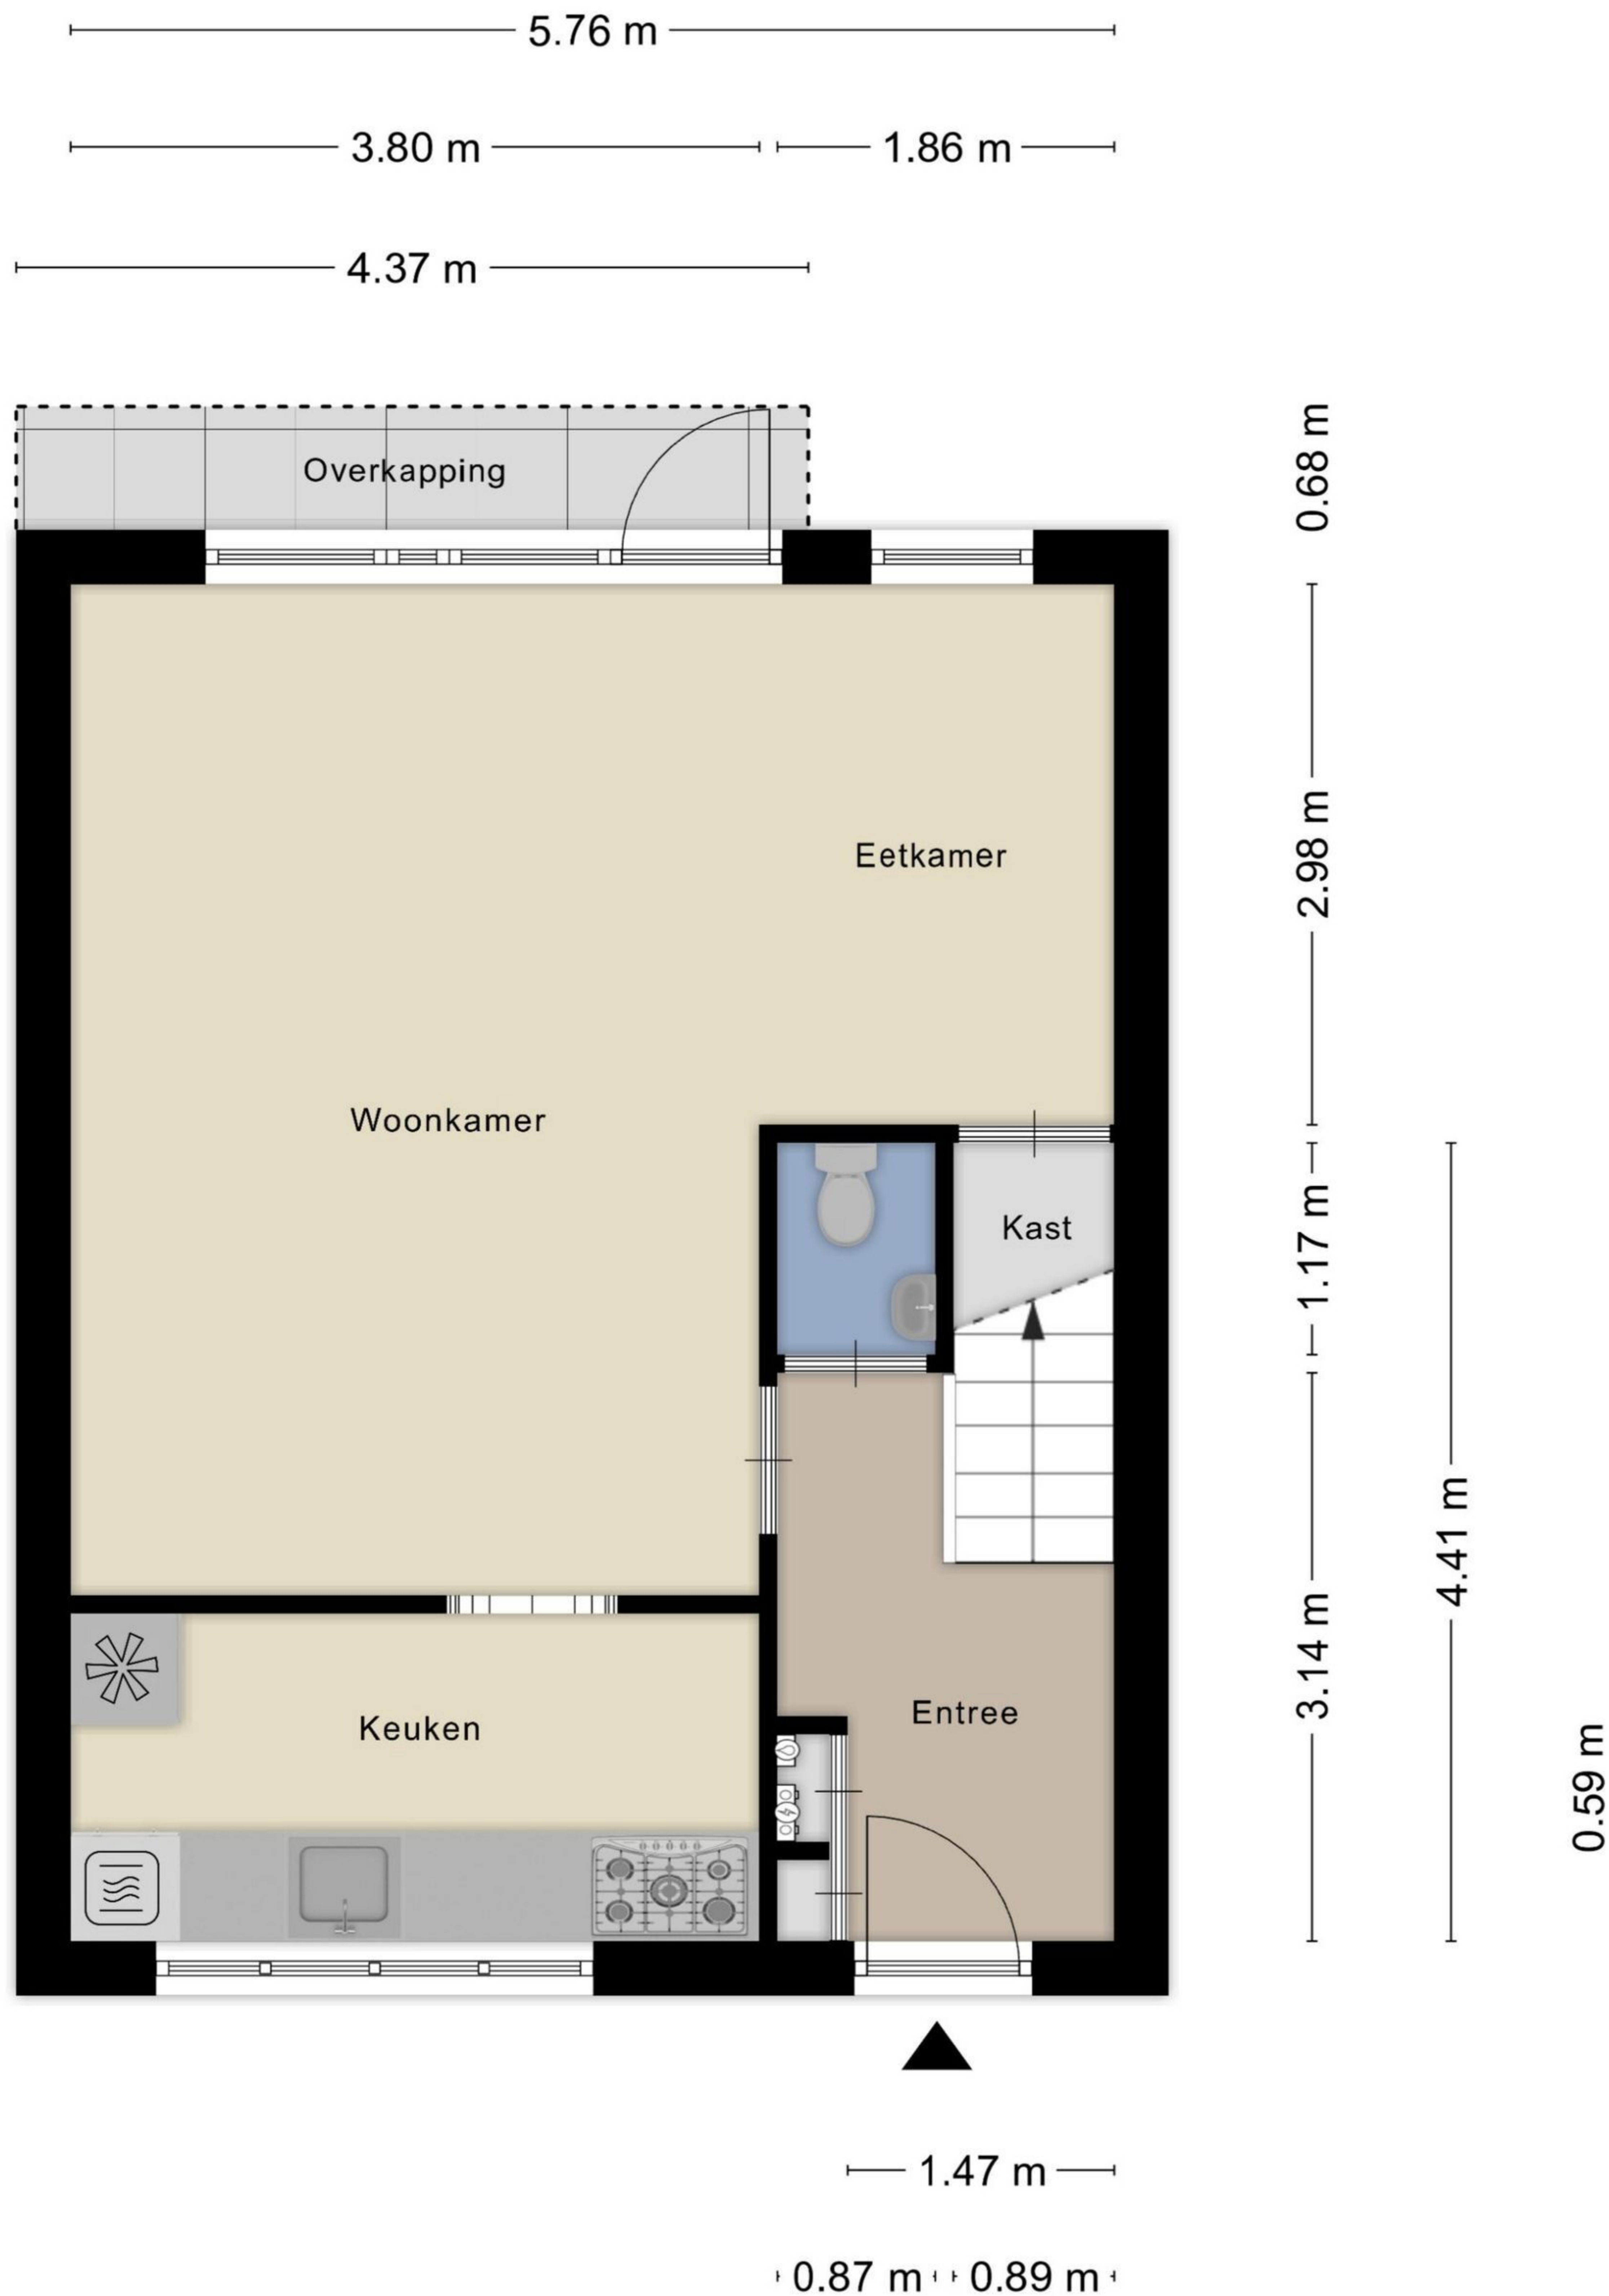 5.76 m
3.80 m
1.86 m
4.37 m
0.68 m
Overkapping
2.98 m
Eetkamer
Woonkamer
1.17 m
Kast
4.41 m
3.14 m
Entree
Keuken
0.59 m
1.47 m
0.87 m
0.89 m